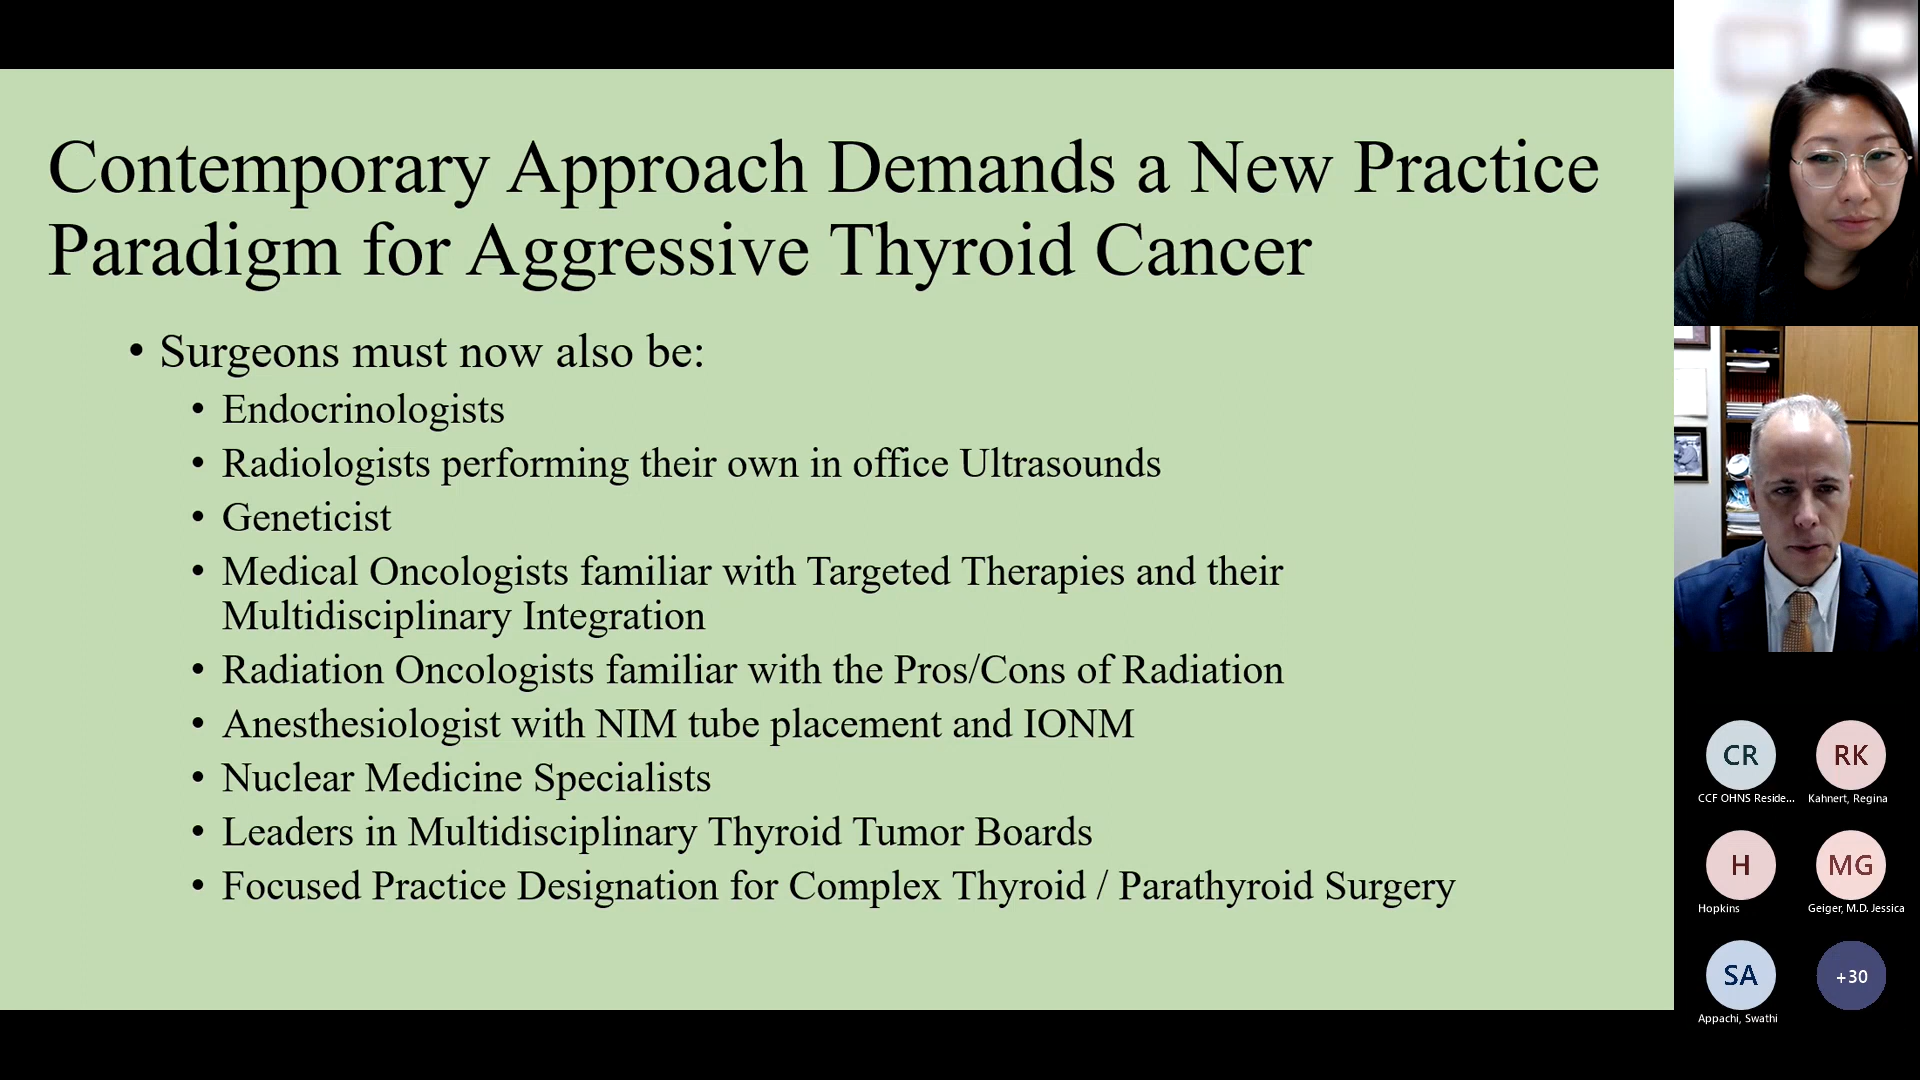 Contemporary Approach Demands a New Practice
Paradigm for Aggressive Thyroid Cancer
• Surgeons must now also be:
• Endocrinologists
• Radiologists performing their own in office Ultrasounds
• Geneticist
• Medical Oncologists familiar with Targeted Therapies and their
Multidisciplinary Integration
• Radiation Oncologists familiar with the Pros/Cons of Radiation
• Anesthesiologist with NIM tube placement and IONM
• Nuclear Medicine Specialists
• Leaders in Multidisciplinary Thyroid Tumor Boards
• Focused Practice Designation for Complex Thyroid / Parathyroid Surgery
CR
CCF OHNS Reside...
RK
Kahnert, Regina
H
Hopkins
MG
Geiger, M.D. Jessica
SA
Appachi, Swathi
+30